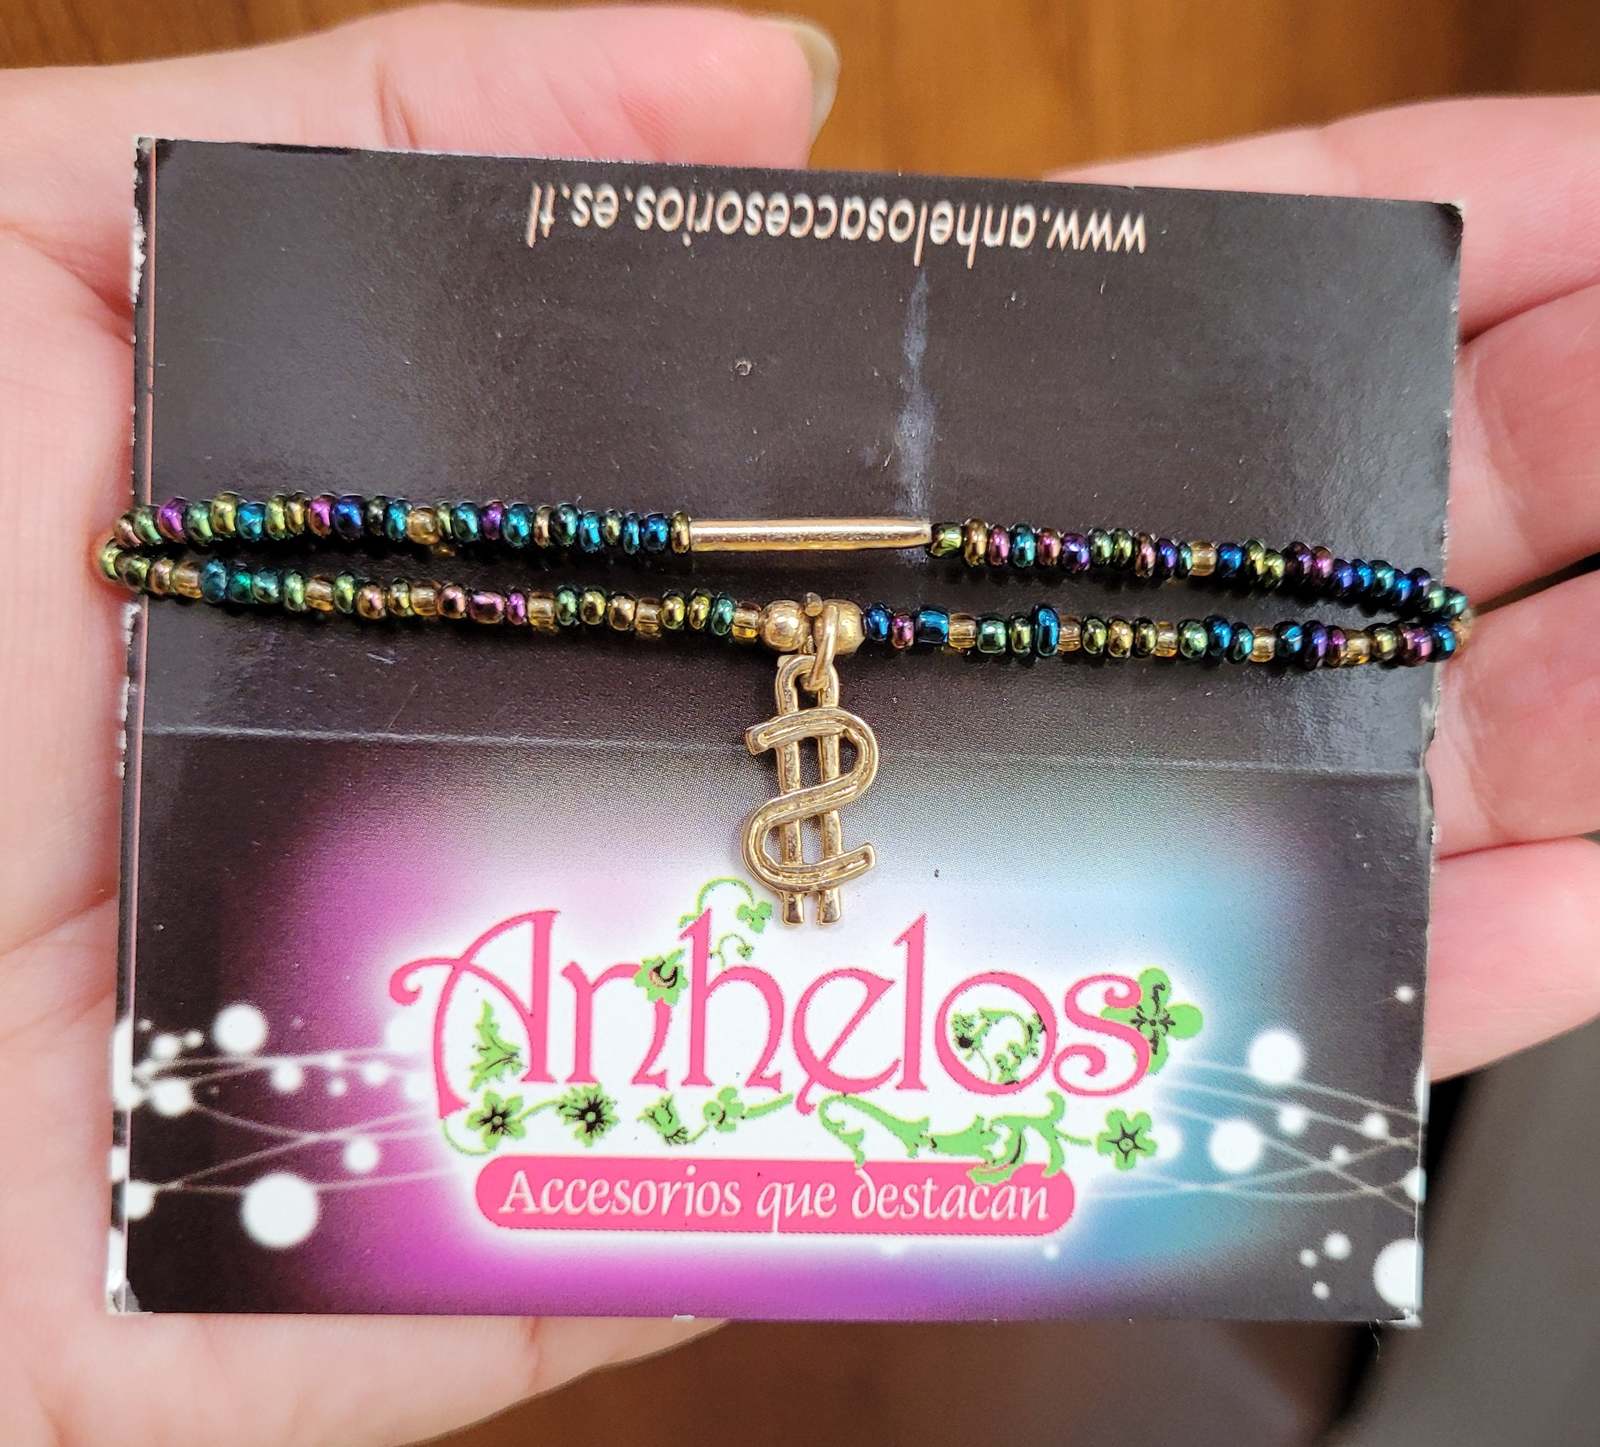 www.anhelosaccesorios.es.tl
Anhelos
Accesorios que destacan